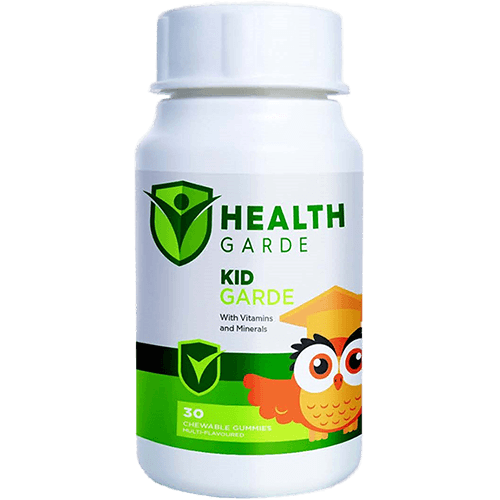 HEALTH
GARDE
KID
GARDE
With Vitamins
and Minerals
30
CHEWABLE GUMMIES
MULTI-FLAVOURED